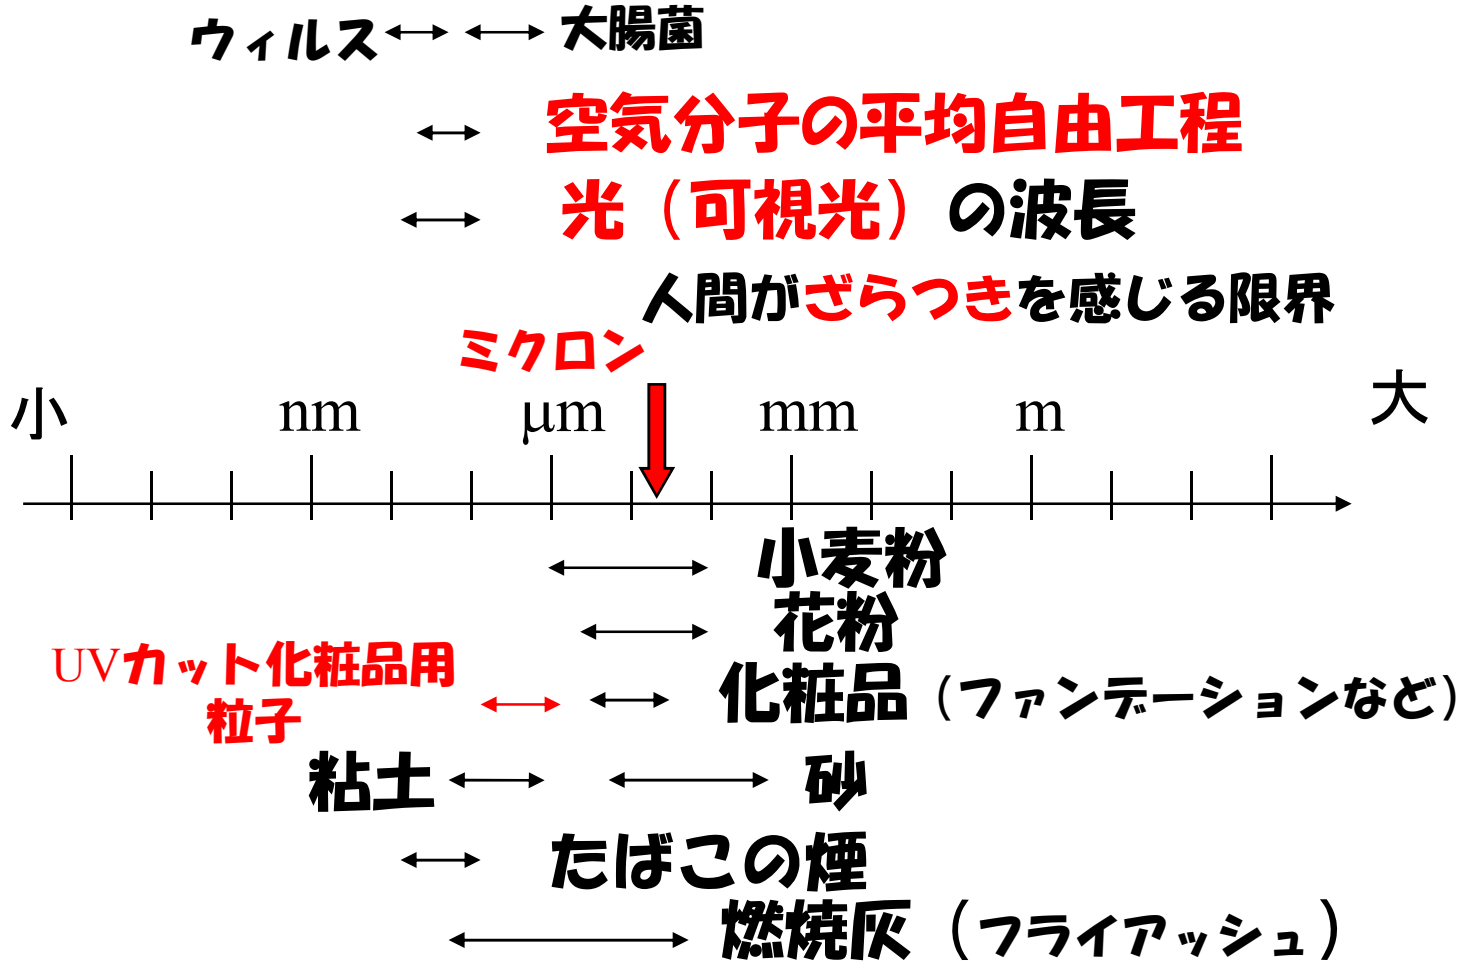 ウィルス 大腸菌
空気分子の平均自由工程
光（可視光）の波長
人間がざらつきを感じる限界
ミクロン
小 nm μm mm m 大
小麦粉
花粉
UVカット化粧品用
粒子
化粧品（ファンデーションなど）
粘土 砂
たばこの煙
燃焼灰（フライアッシュ）